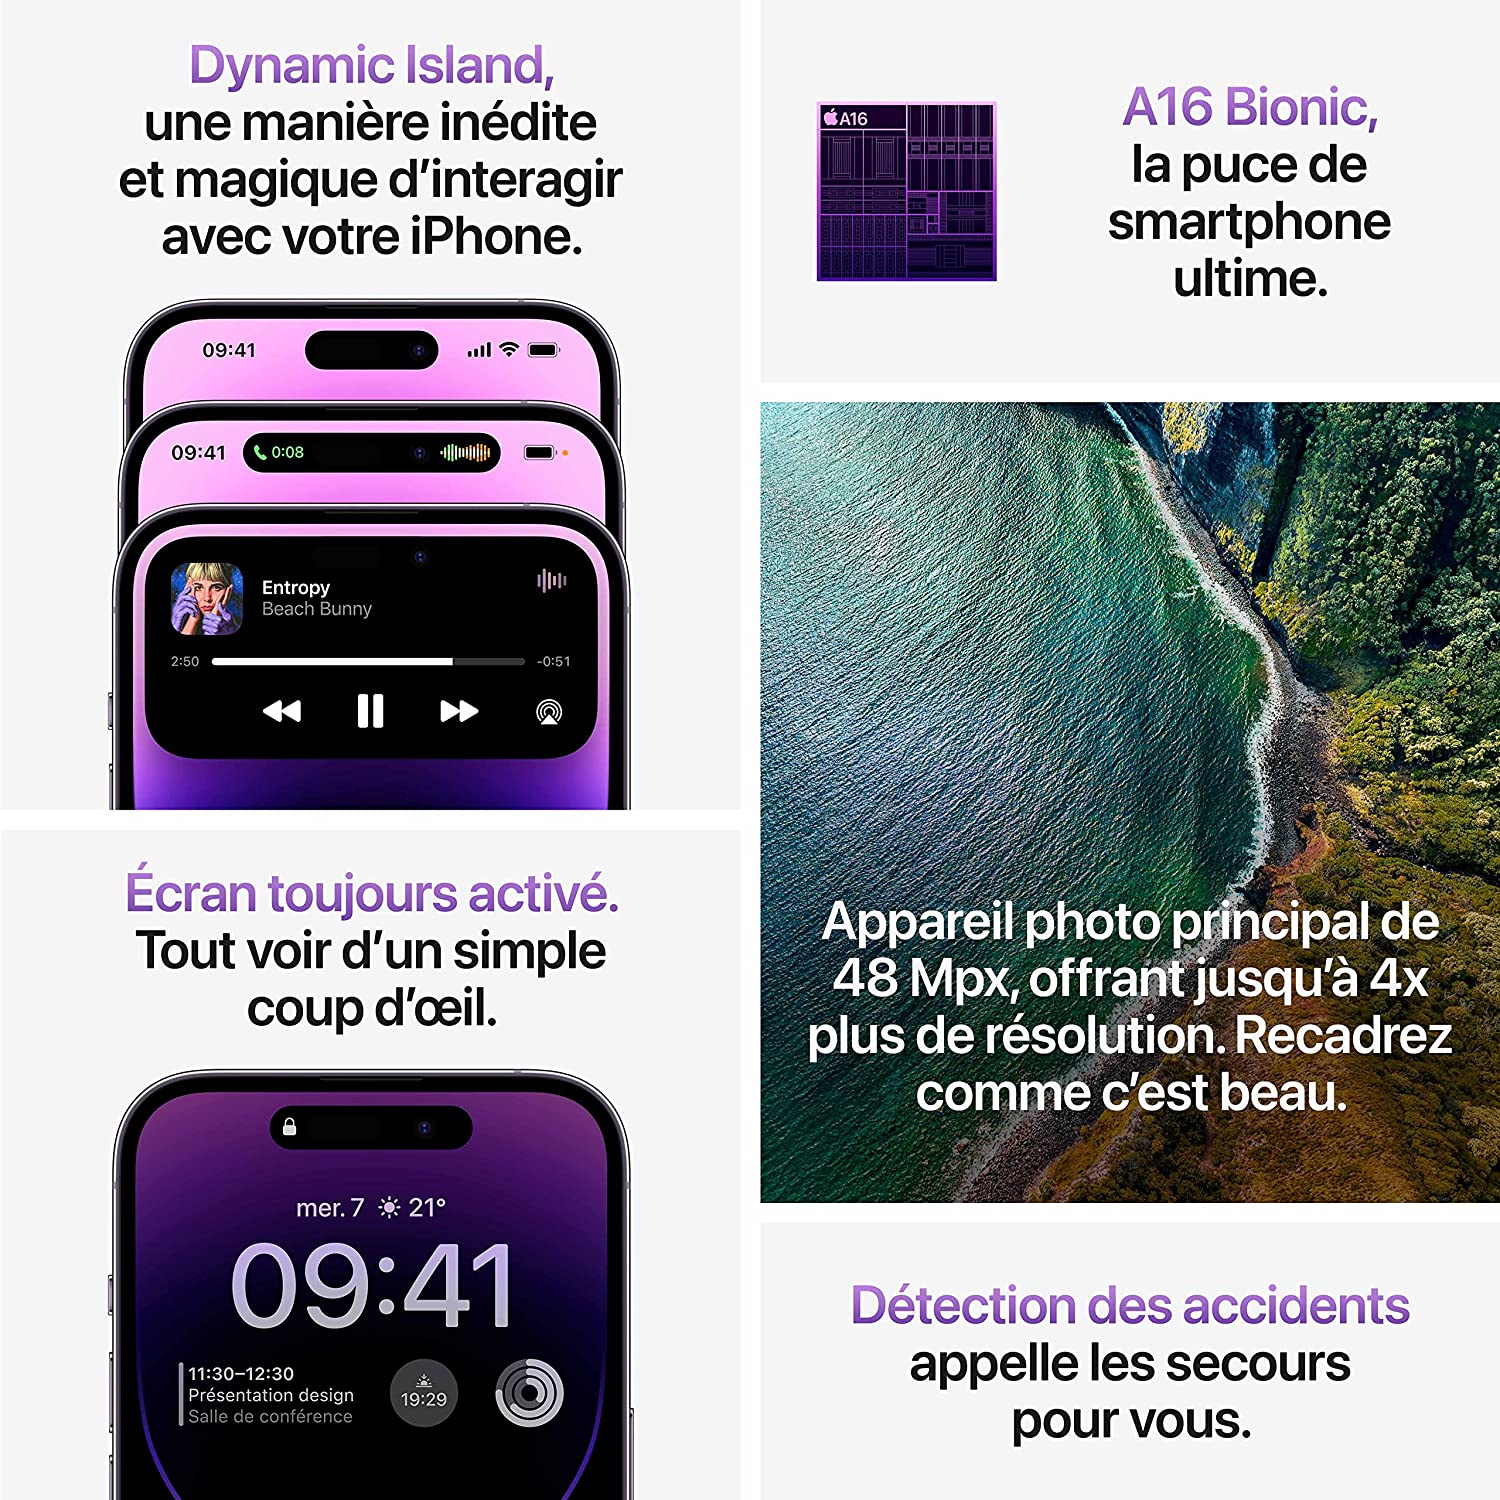 Dynamic Island,
une manière inédite
et magique d’interagir
avec votre iPhone.
09:41
09:41 0:08
Entropy
Beach Bunny
2:50 -0:51
A16
A16 Bionic,
la puce de
smartphone
ultime.
Appareil photo principal de
48 Mpx, offrant jusqu’à 4x
plus de résolution. Recadrez
comme c’est beau.
Écran toujours activé.
Tout voir d’un simple
coup d’œil.
mer. 7 21°
09:41
11:30–12:30
Présentation design
Salle de conférence
19:29
Détection des accidents
appelle les secours
pour vous.